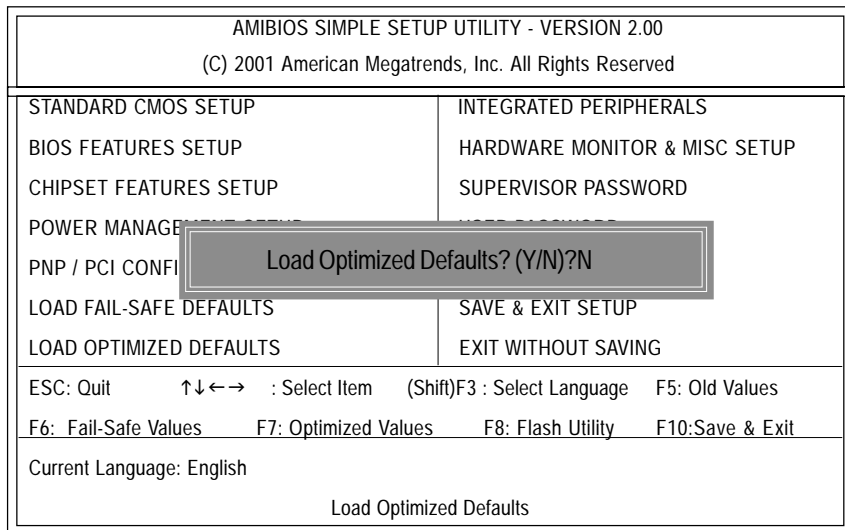 AMIBIOS SIMPLE SETUP UTILITY - VERSION 2.00
(C) 2001 American Megatrends, Inc. All Rights Reserved
STANDARD CMOS SETUP
BIOS FEATURES SETUP
CHIPSET FEATURES SETUP
POWER MANAGEMENT SETUP
PNP / PCI CONFI
LOAD FAIL-SAFE DEFAULTS
LOAD OPTIMIZED DEFAULTS
INTEGRATED PERIPHERALS
HARDWARE MONITOR & MISC SETUP
SUPERVISOR PASSWORD
USER PASSWORD
SAVE & EXIT SETUP
EXIT WITHOUT SAVING
Load Optimized Defaults? (Y/N)?N
ESC: Quit ↑↓←→ : Select Item (Shift)F3 : Select Language F5: Old Values
F6: Fail-Safe Values F7: Optimized Values F8: Flash Utility F10:Save & Exit
Current Language: English
Load Optimized Defaults